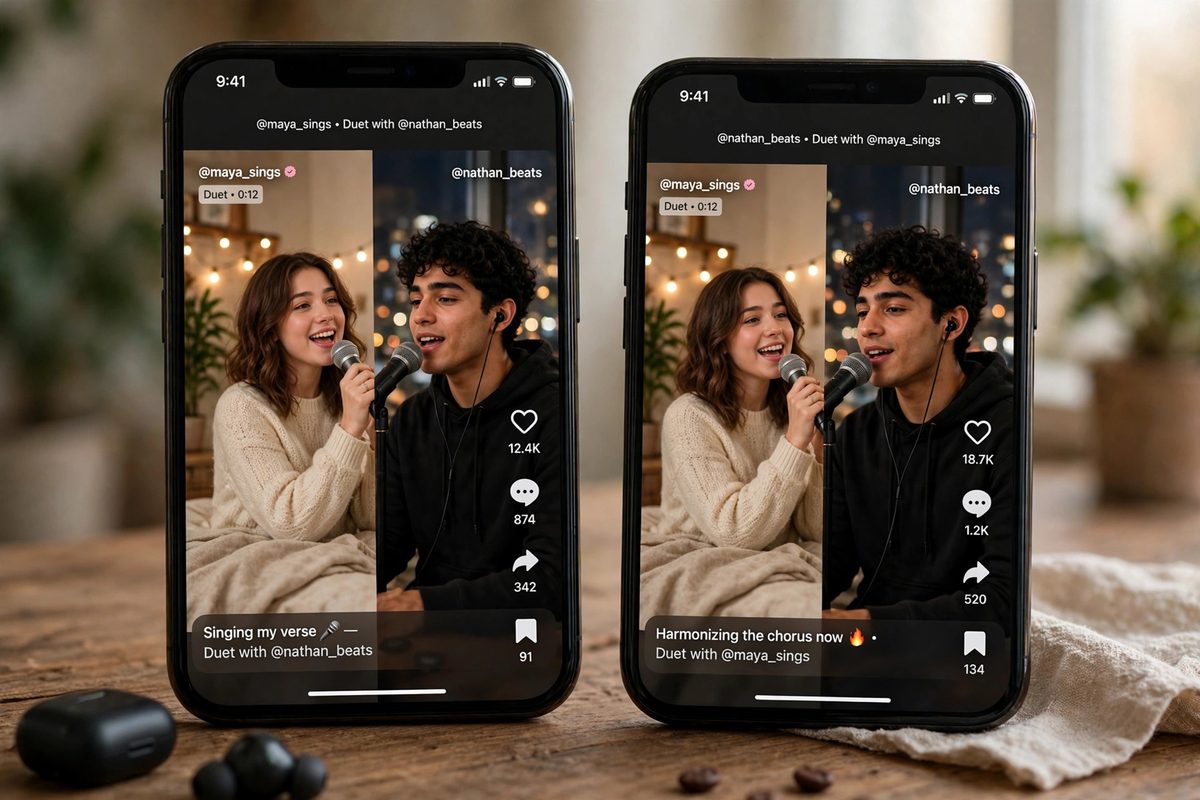 9:41
@maya_sings • Duet with @nathan_beats
@maya_sings
Duet • 0:12
@nathan_beats
12.4K
874
342
91
Singing my verse 🎤 —
Duet with @nathan_beats
9:41
@nathan_beats • Duet with @maya_sings
@maya_sings
Duet • 0:12
@nathan_beats
18.7K
1.2K
520
134
Harmonizing the chorus now 🔥 •
Duet with @maya_sings